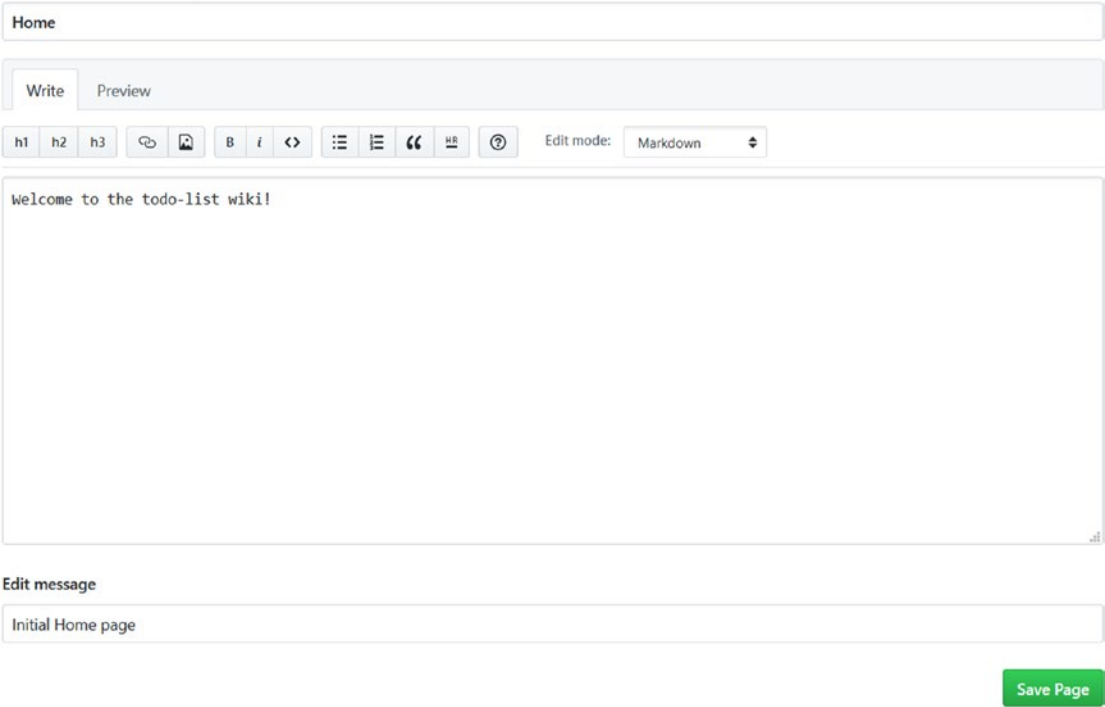 Home
Write Preview
h1 h2 h3 B i <> HR Edit mode: Markdown
Welcome to the todo-list wiki!
Edit message
Initial Home page
Save Page